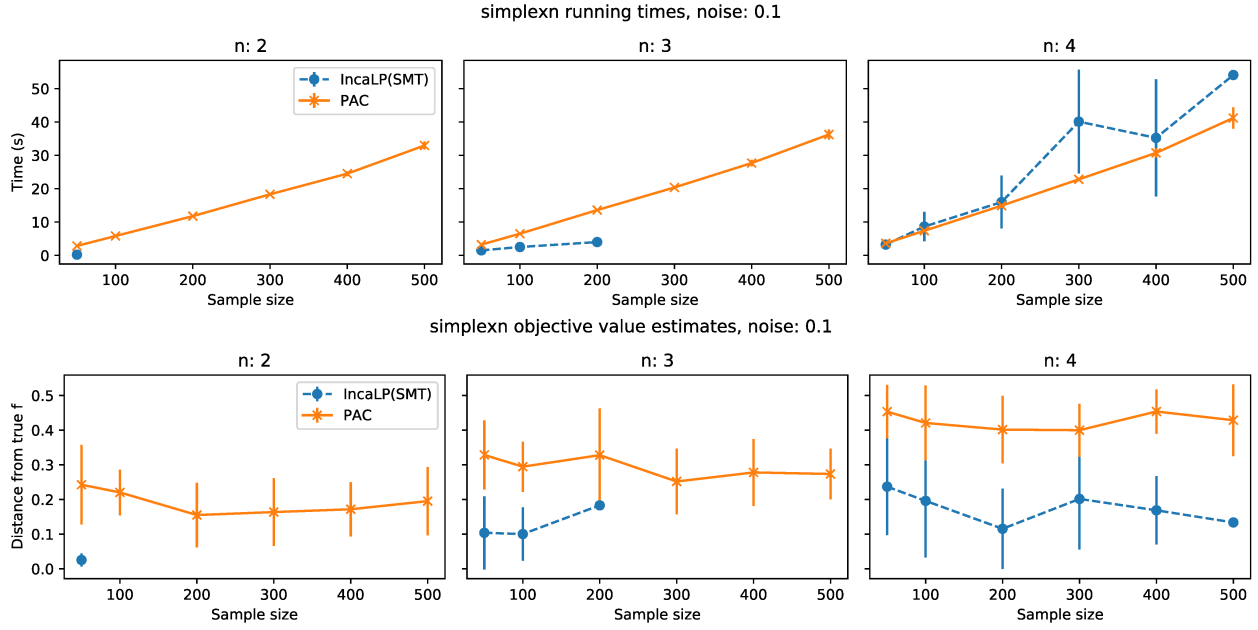 simplexn running times, noise: 0.1
n: 2
n: 3
n: 4
IncaLP(SMT)
PAC
Time (s)
50
40
30
20
10
0
100 200 300 400 500
100 200 300 400 500
100 200 300 400 500
Sample size
Sample size
Sample size
simplexn objective value estimates, noise: 0.1
n: 2
n: 3
n: 4
IncaLP(SMT)
PAC
Distance from true f
0.5
0.4
0.3
0.2
0.1
0.0
100 200 300 400 500
100 200 300 400 500
100 200 300 400 500
Sample size
Sample size
Sample size